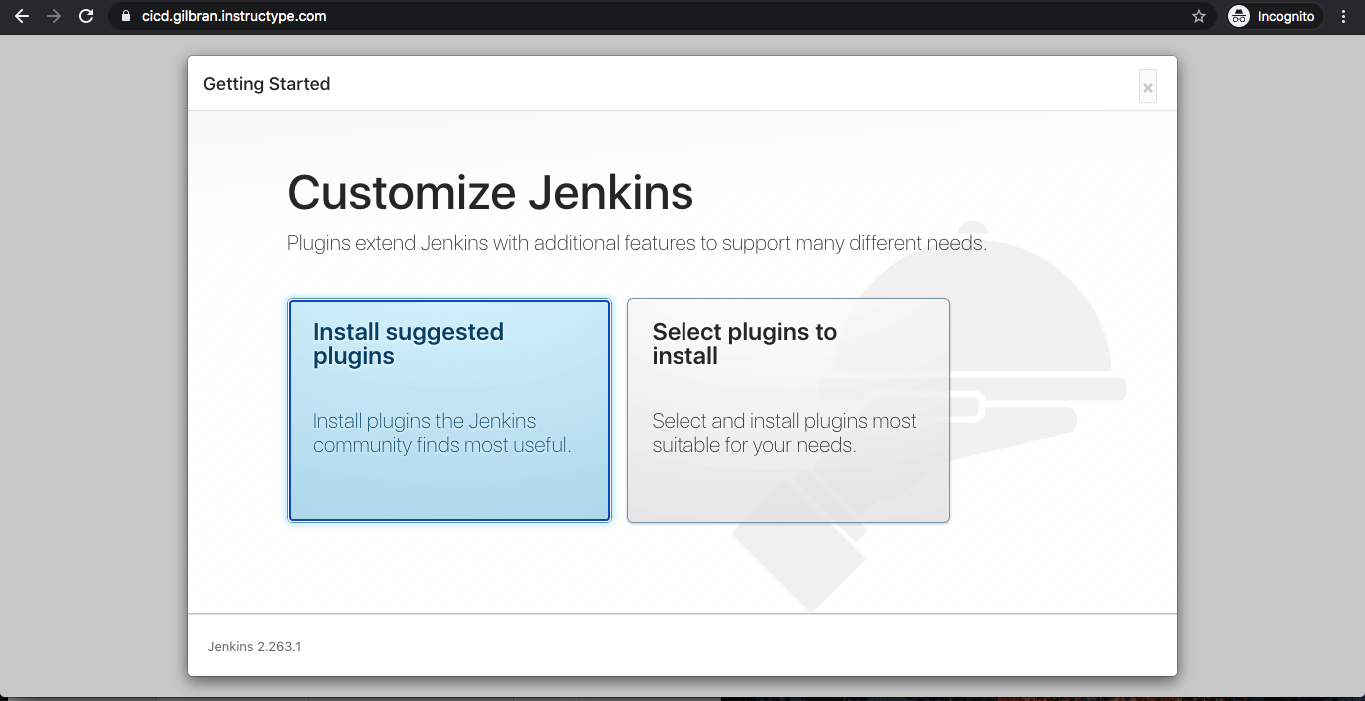 cicd.gilbran.instructype.com
Incognito
Getting Started
×
Customize Jenkins
Plugins extend Jenkins with additional features to support many different needs.
Install suggested
plugins
Install plugins the Jenkins
community finds most useful.
Select plugins to
install
Select and install plugins most
suitable for your needs.
Jenkins 2.263.1